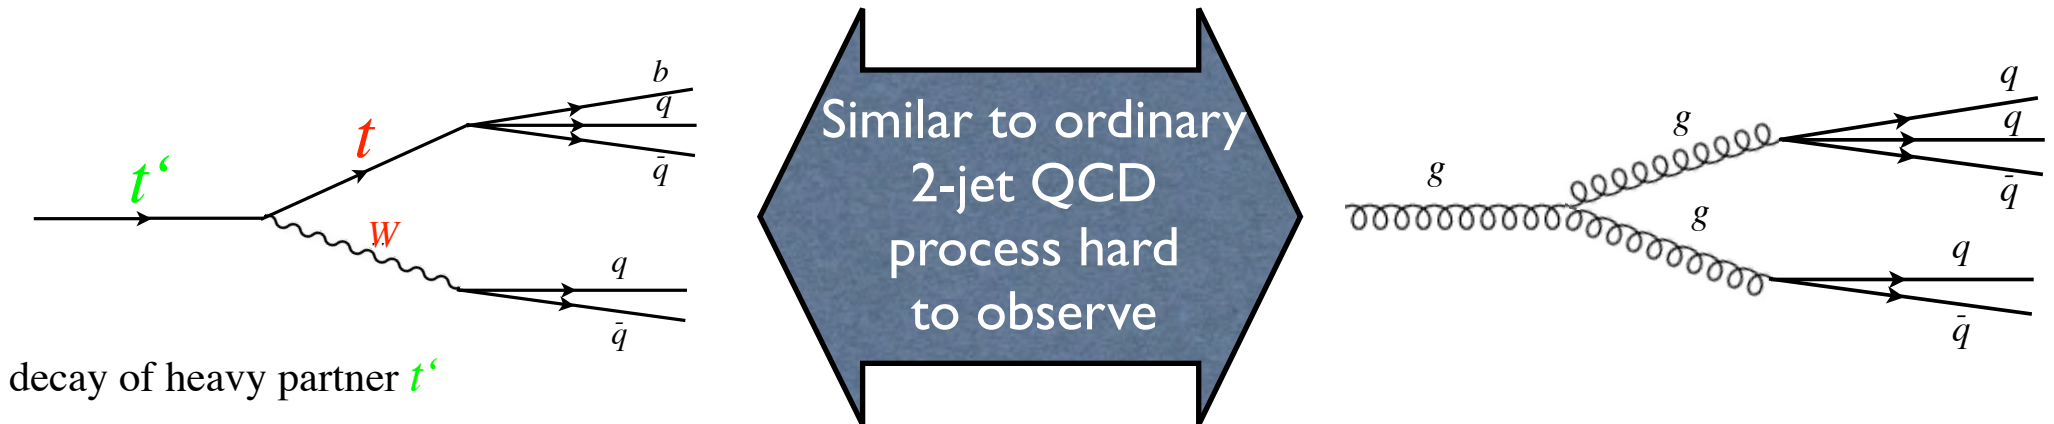 t‘
t
W
b
q
q̄
q
q̄
decay of heavy partner t‘
Similar to ordinary
2-jet QCD
process hard
to observe
g
g
g
q
q
q̄
q
q̄